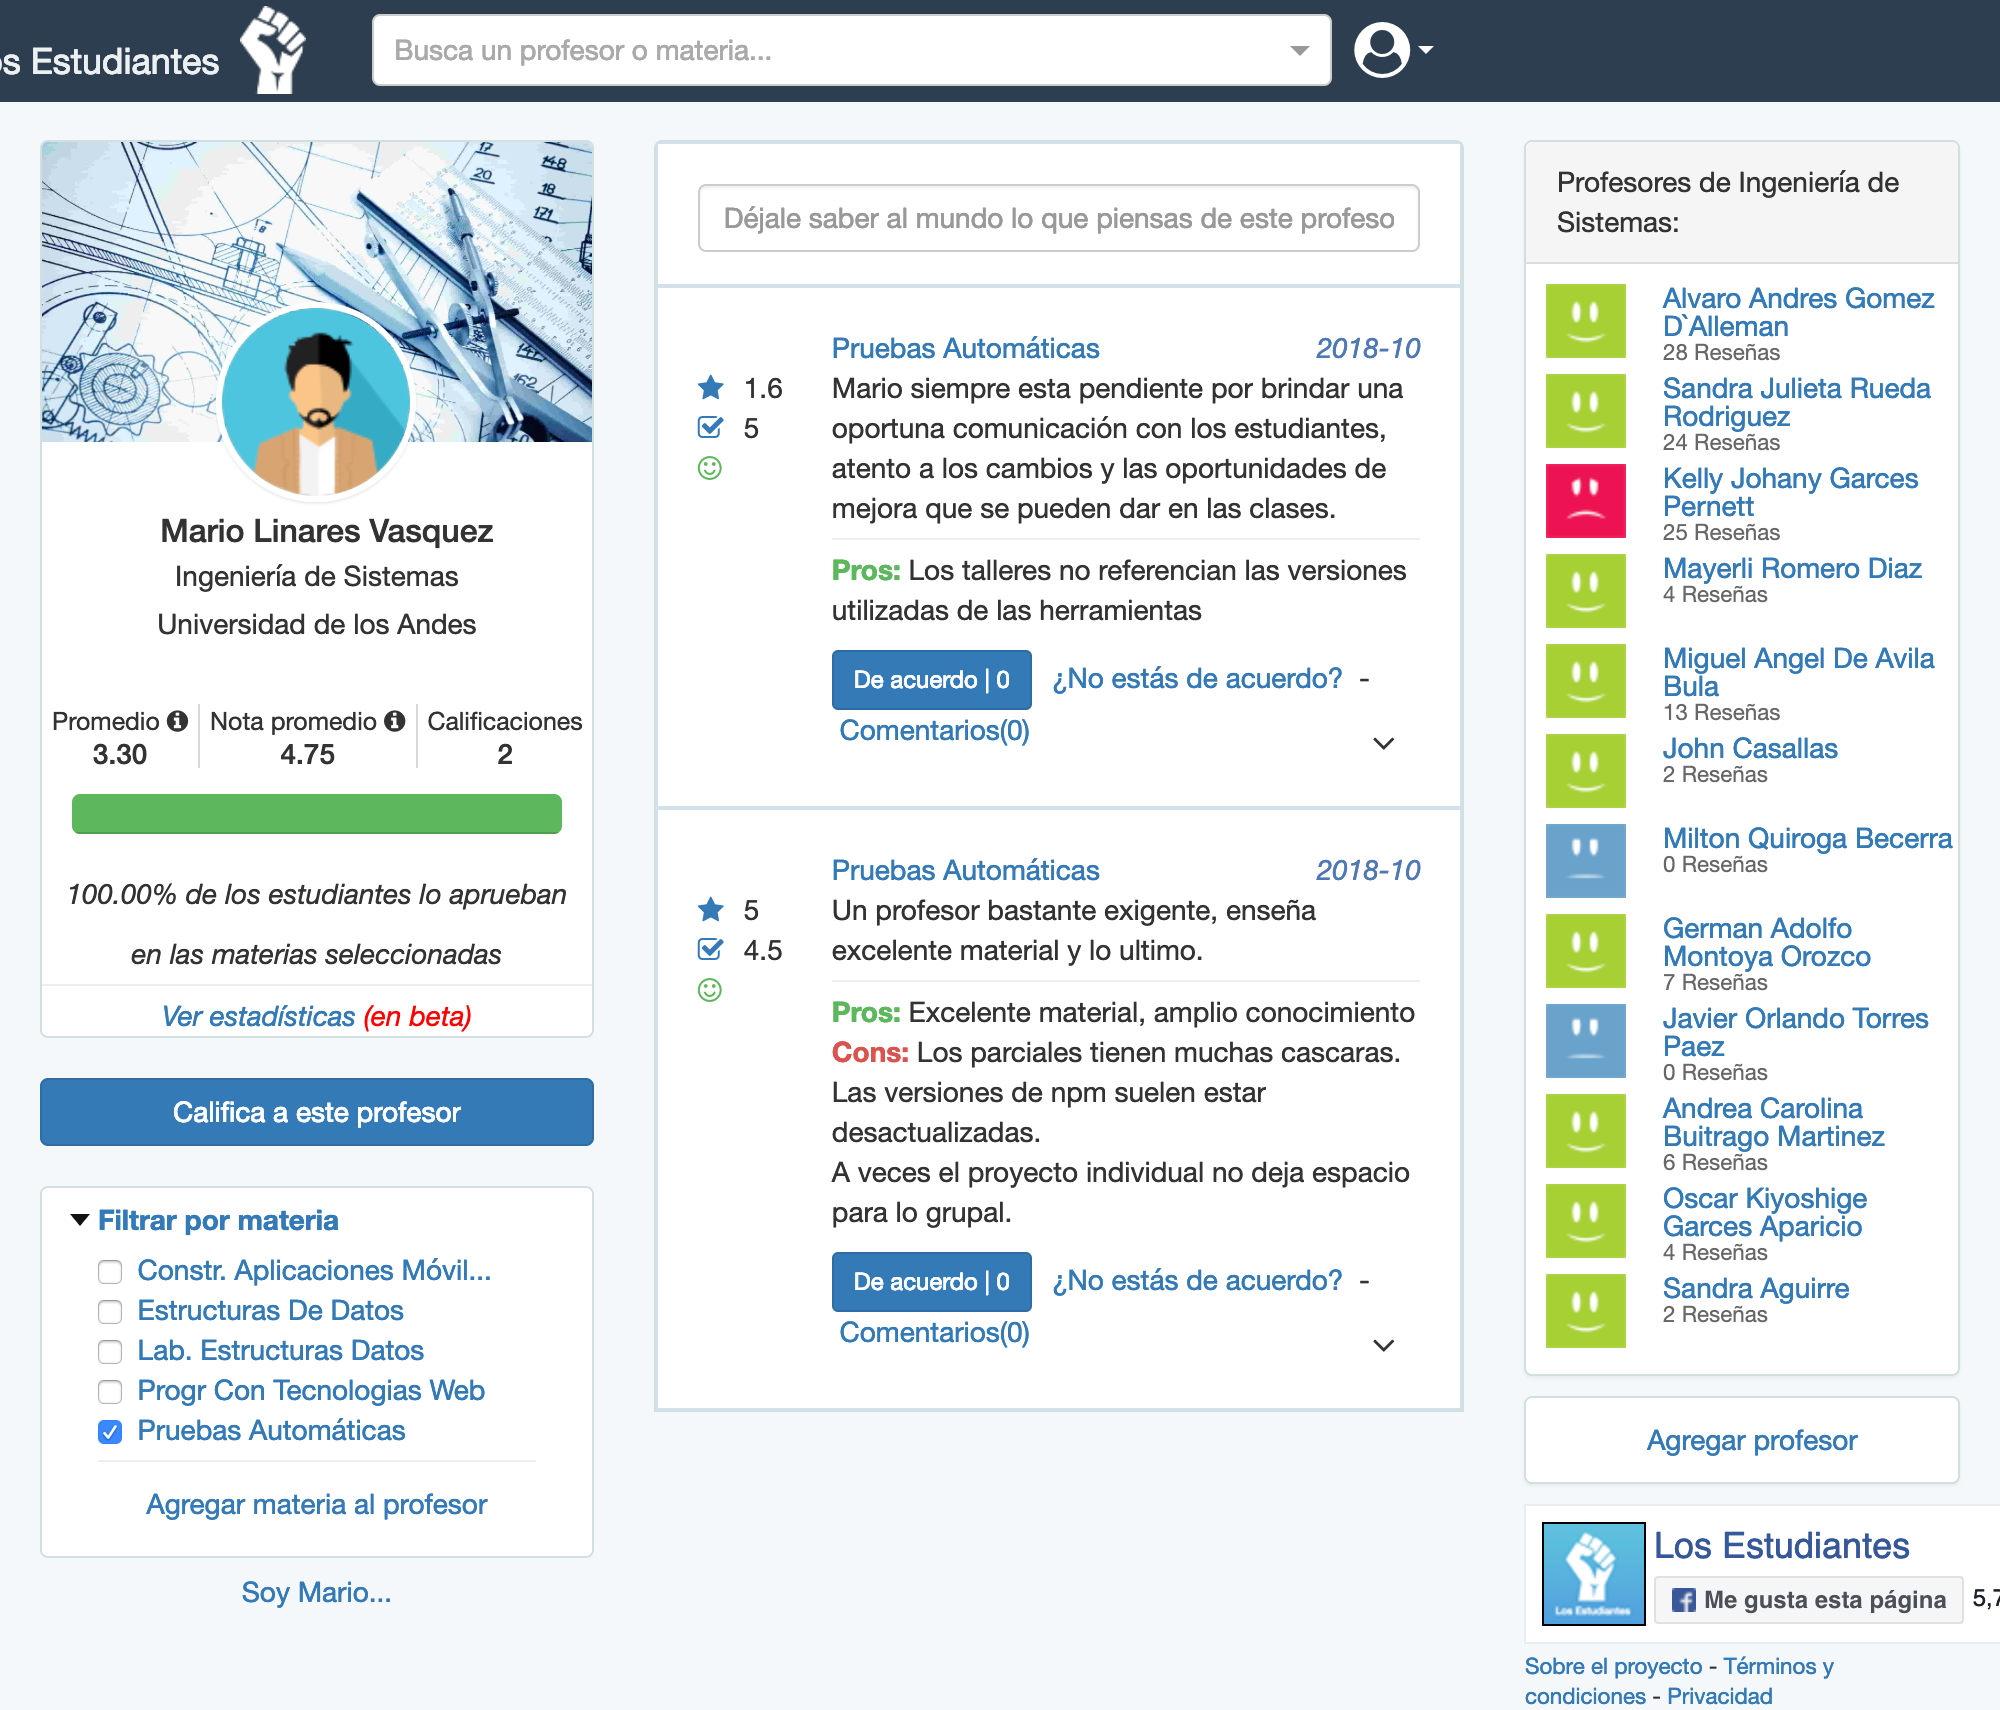 s Estudiantes
Busca un profesor o materia...
17
148
20
18
171
8
141
162
Mario Linares Vasquez
Ingeniería de Sistemas
Universidad de los Andes
Promedio
3.30
Nota promedio
4.75
Calificaciones
2
100.00% de los estudiantes lo aprueban
en las materias seleccionadas
Ver estadísticas (en beta)
Califica a este profesor
Filtrar por materia
Constr. Aplicaciones Móvil...
Estructuras De Datos
Lab. Estructuras Datos
Progr Con Tecnologias Web
Pruebas Automáticas
Agregar materia al profesor
Soy Mario...
Déjale saber al mundo lo que piensas de este profeso
Pruebas Automáticas 2018-10
1.6
5
Mario siempre esta pendiente por brindar una
oportuna comunicación con los estudiantes,
atento a los cambios y las oportunidades de
mejora que se pueden dar en las clases.
Pros: Los talleres no referencian las versiones
utilizadas de las herramientas
De acuerdo | 0 ¿No estás de acuerdo? -
Comentarios(0)
Pruebas Automáticas 2018-10
5
4.5
Un profesor bastante exigente, enseña
excelente material y lo ultimo.
Pros: Excelente material, amplio conocimiento
Cons: Los parciales tienen muchas cascaras.
Las versiones de npm suelen estar
desactualizadas.
A veces el proyecto individual no deja espacio
para lo grupal.
De acuerdo | 0 ¿No estás de acuerdo? -
Comentarios(0)
Profesores de Ingeniería de
Sistemas:
Alvaro Andres Gomez
D`Alleman
28 Reseñas
Sandra Julieta Rueda
Rodriguez
24 Reseñas
Kelly Johany Garces
Pernett
25 Reseñas
Mayerli Romero Diaz
4 Reseñas
Miguel Angel De Avila
Bula
13 Reseñas
John Casallas
2 Reseñas
Milton Quiroga Becerra
0 Reseñas
German Adolfo
Montoya Orozco
7 Reseñas
Javier Orlando Torres
Paez
0 Reseñas
Andrea Carolina
Buitrago Martinez
6 Reseñas
Oscar Kiyoshige
Garces Aparicio
4 Reseñas
Sandra Aguirre
2 Reseñas
Agregar profesor
Los Estudiantes
Los Estudiantes
Me gusta esta página 5,7
Sobre el proyecto - Términos y
condiciones - Privacidad